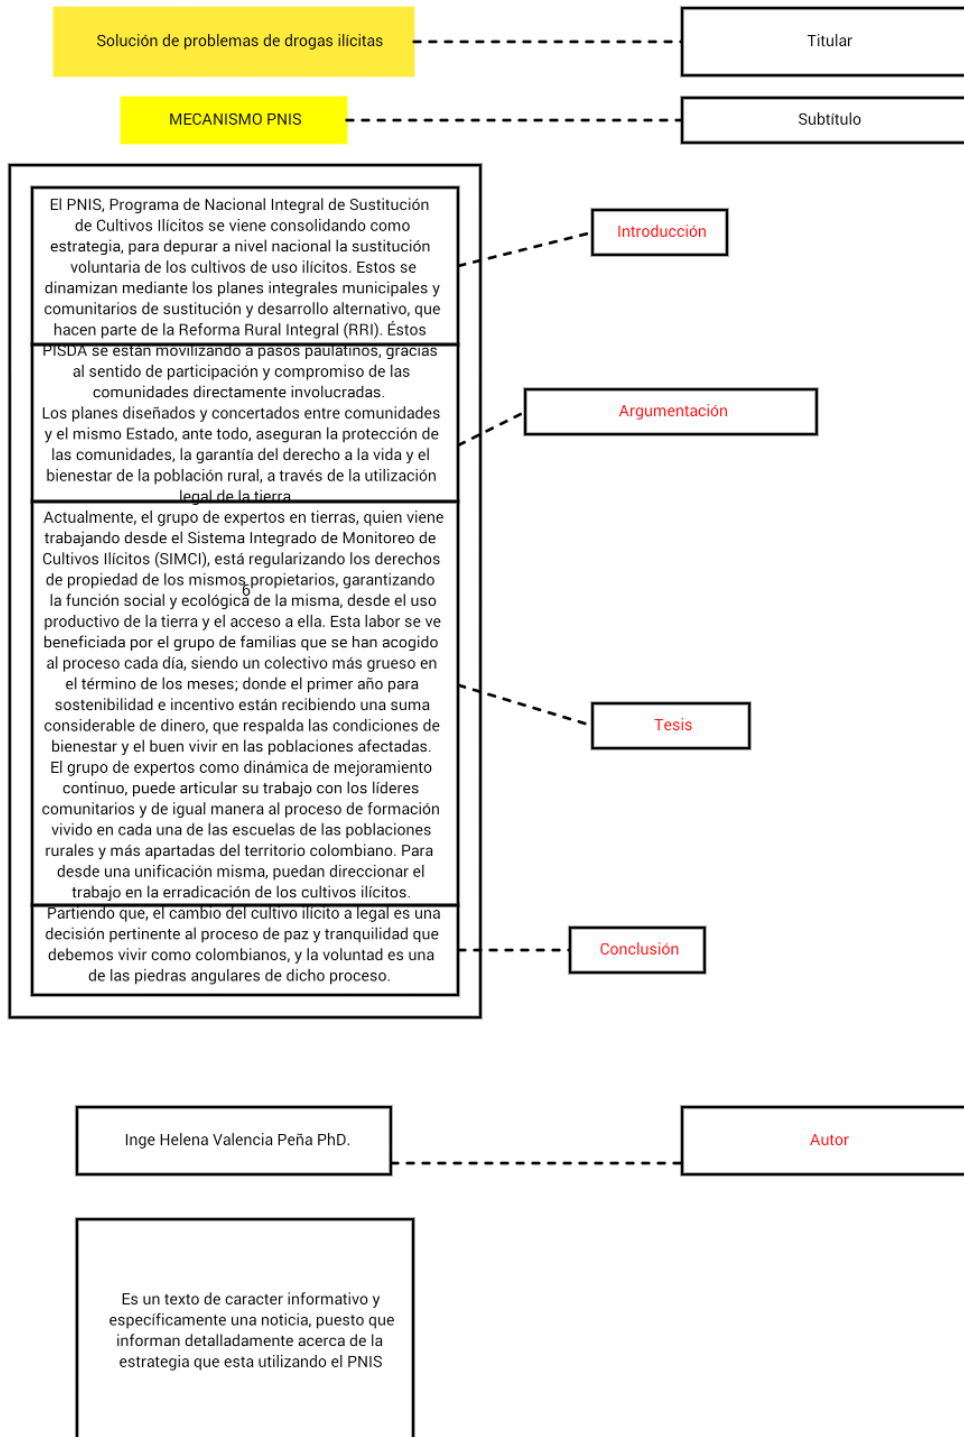 Solución de problemas de drogas ilícitas
Titular
MECANISMO PNIS
Subtítulo
El PNIS, Programa de Nacional Integral de Sustitución
de Cultivos Ilícitos se viene consolidando como
estrategia, para depurar a nivel nacional la sustitución
voluntaria de los cultivos de uso ilícitos. Estos se
dinamizan mediante los planes integrales municipales y
comunitarios de sustitución y desarrollo alternativo, que
hacen parte de la Reforma Rural Integral (RRI). Éstos
Introducción
PISDA se están movilizando a pasos paulatinos, gracias
al sentido de participación y compromiso de las
comunidades directamente involucradas.
Los planes diseñados y concertados entre comunidades
y el mismo Estado, ante todo, aseguran la protección de
las comunidades, la garantía del derecho a la vida y el
bienestar de la población rural, a través de la utilización
legal de la tierra
Argumentación
Actualmente, el grupo de expertos en tierras, quien viene
trabajando desde el Sistema Integrado de Monitoreo de
Cultivos Ilícitos (SIMCI), está regularizando los derechos
de propiedad de los mismos propietarios, garantizando
6
la función social y ecológica de la misma, desde el uso
productivo de la tierra y el acceso a ella. Esta labor se ve
beneficiada por el grupo de familias que se han acogido
al proceso cada día, siendo un colectivo más grueso en
el término de los meses; donde el primer año para
sostenibilidad e incentivo están recibiendo una suma
considerable de dinero, que respalda las condiciones de
bienestar y el buen vivir en las poblaciones afectadas.
El grupo de expertos como dinámica de mejoramiento
continuo, puede articular su trabajo con los líderes
comunitarios y de igual manera al proceso de formación
vivido en cada una de las escuelas de las poblaciones
rurales y más apartadas del territorio colombiano. Para
desde una unificación misma, puedan direccionar el
trabajo en la erradicación de los cultivos ilícitos.
Tesis
Partiendo que, el cambio del cultivo ilícito a legal es una
decisión pertinente al proceso de paz y tranquilidad que
debemos vivir como colombianos, y la voluntad es una
de las piedras angulares de dicho proceso.
Conclusión
Inge Helena Valencia Peña PhD.
Autor
Es un texto de caracter informativo y
específicamente una noticia, puesto que
informan detalladamente acerca de la
estrategia que esta utilizando el PNIS